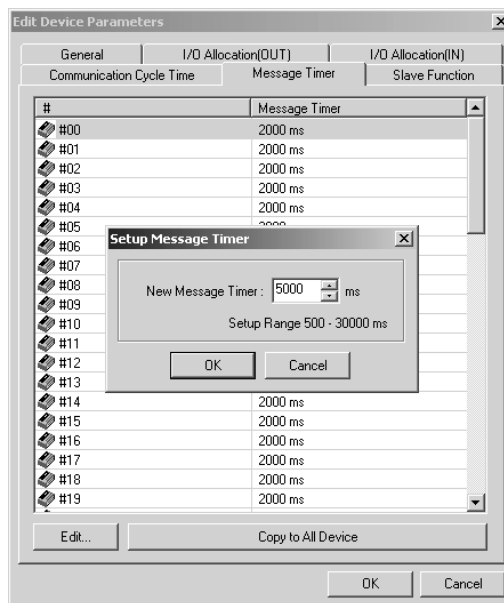 Edit Device Parameters
General
I/O Allocation(OUT)
I/O Allocation(IN)
Communication Cycle Time
Message Timer
Slave Function
# Message Timer
#00 2000 ms
#01 2000 ms
#02 2000 ms
#03 2000 ms
#04 2000 ms
#05
#06
#07
#08
#09
#10
#11
#12
#13
#14 2000 ms
#15 2000 ms
#16 2000 ms
#17 2000 ms
#18 2000 ms
#19 2000 ms
Setup Message Timer
New Message Timer : 5000 ms
Setup Range 500 - 30000 ms
OK Cancel
Edit... Copy to All Device
OK Cancel